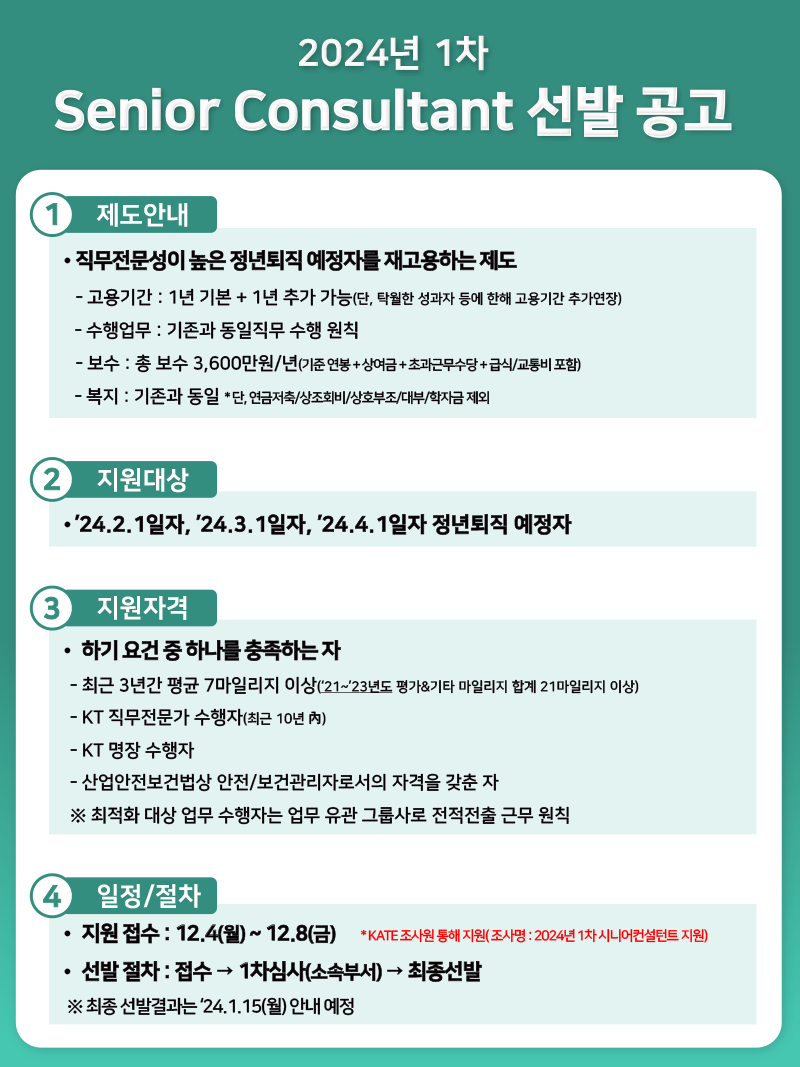 2024년 1차
Senior Consultant 선발 공고
1 제도안내
• 직무전문성이 높은 정년퇴직 예정자를 재고용하는 제도
- 고용기간 : 1년 기본 + 1년 추가 가능(단, 탁월한 성과자 등에 한해 고용기간 추가연장)
- 수행업무 : 기존과 동일직무 수행 원칙
- 보수 : 총 보수 3,600만원/년(기준 연봉 + 상여금 + 초과근무수당 + 급식/교통비 포함)
- 복지 : 기존과 동일 * 단, 연금저축/상조회비/상호부조/대부/학자금 제외
2 지원대상
• ’24.2.1일자, ’24.3.1일자, ’24.4.1일자 정년퇴직 예정자
3 지원자격
• 하기 요건 중 하나를 충족하는 자
- 최근 3년간 평균 7마일리지 이상(‘21~’23년도 평가&기타 마일리지 합계 21마일리지 이상)
- KT 직무전문가 수행자(최근 10년 內)
- KT 명장 수행자
- 산업안전보건법상 안전/보건관리자로서의 자격을 갖춘 자
※ 최적화 대상 업무 수행자는 업무 유관 그룹사로 전적전출 근무 원칙
4 일정/절차
• 지원 접수 : 12.4(월) ~ 12.8(금) * KATE 조사원 통해 지원( 조사명 : 2024년 1차 시니어컨설턴트 지원)
• 선발 절차 : 접수 → 1차심사(소속부서) → 최종선발
※ 최종 선발결과는 ‘24.1.15(월) 안내 예정